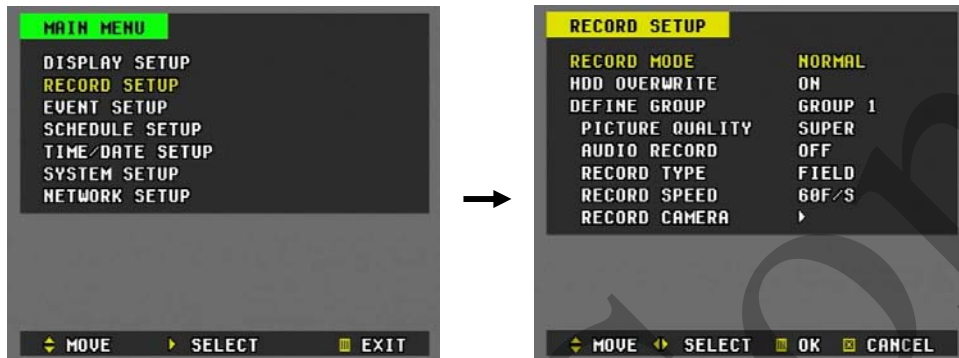 MAIN MENU
DISPLAY SETUP
RECORD SETUP
EVENT SETUP
SCHEDULE SETUP
TIME/DATE SETUP
SYSTEM SETUP
NETWORK SETUP
MOVE SELECT EXIT
RECORD SETUP
RECORD MODE NORMAL
HDD OVERWRITE ON
DEFINE GROUP GROUP 1
PICTURE QUALITY SUPER
AUDIO RECORD OFF
RECORD TYPE FIELD
RECORD SPEED 60F/S
RECORD CAMERA
MOVE SELECT OK CANCEL